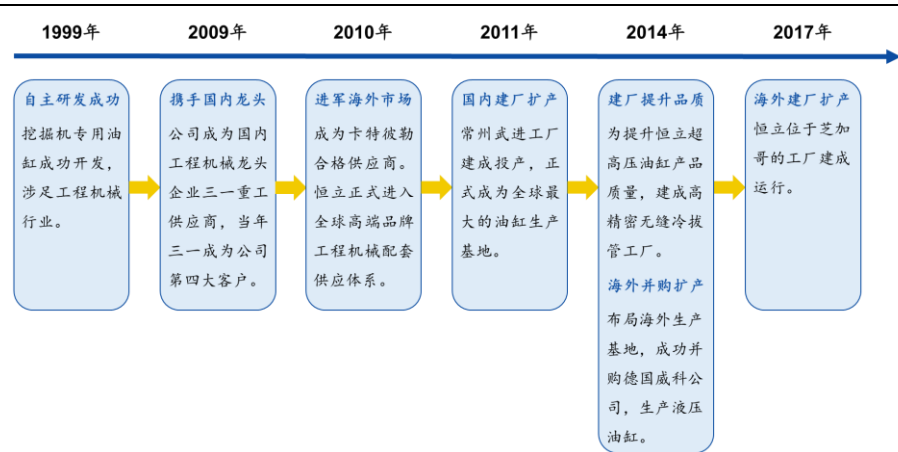 1999年
2009年
2010年
2011年
2014年
2017年
自主研发成功
挖掘机专用油
缸成功开发，
涉足工程机械
行业。
携手国内龙头
公司成为国内
工程机械龙头
企业三一重工
供应商，当年
三一成为公司
第四大客户。
进军海外市场
成为卡特彼勒
合格供应商。
恒立正式进入
全球高端品牌
工程机械配套
供应体系。
国内建厂扩产
常州武进工厂
建成投产，正
式成为全球最
大的油缸生产
基地。
建厂提升品质
为提升恒立超
高压油缸产品
质量，建成高
精密无缝冷拔
管工厂。
海外并购扩产
布局海外生产
基地，成功并
购德国威科公
司，生产液压
油缸。
海外建厂扩产
恒立位于芝加
哥的工厂建成
运行。